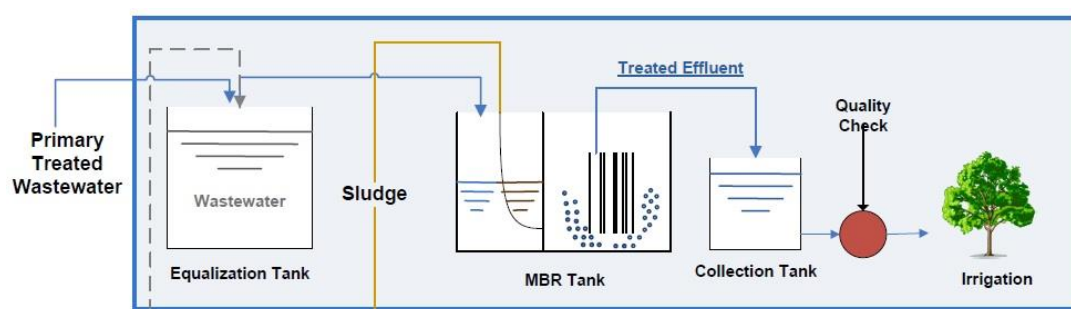 Treated Effluent
Quality
Check
Primary
Treated
Wastewater
Wastewater
Sludge
Equalization Tank
MBR Tank
Collection Tank
Irrigation